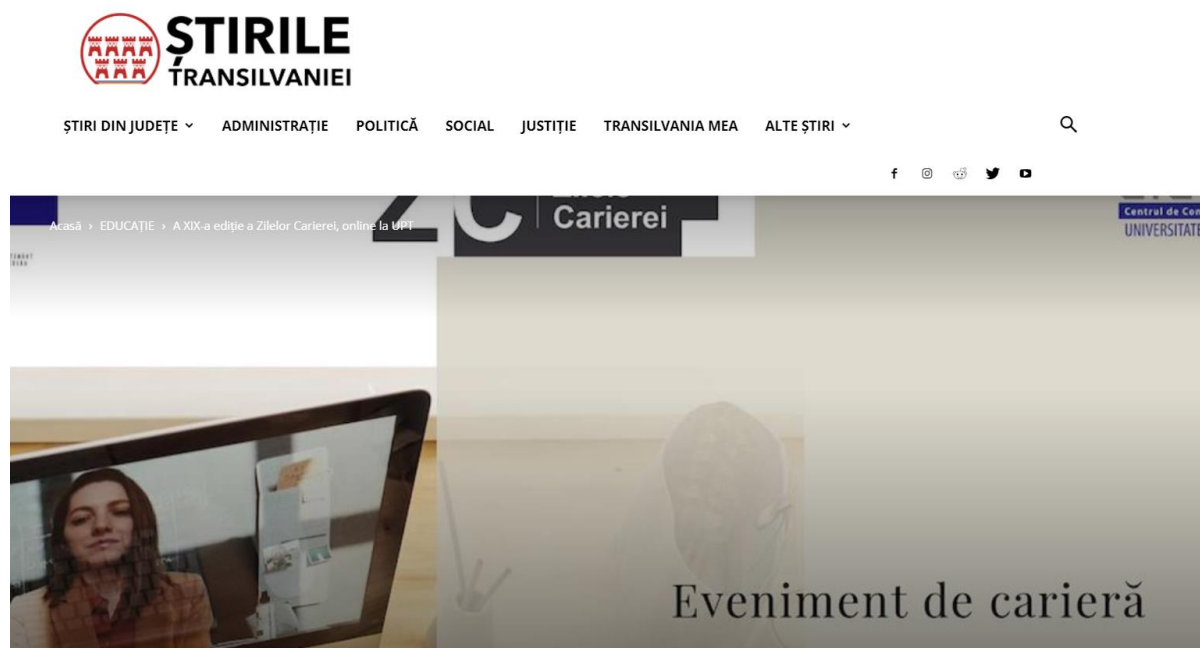 ȘTIRILE
TRANSILVANIEI
ȘTIRI DIN JUDEȚE
ADMINISTRAȚIE
POLITICĂ
SOCIAL
JUSTIȚIE
TRANSILVANIA MEA
ALTE ȘTIRI
Acasă › EDUCAȚIE › A XIX-a ediție a Zilelor Carierei, online la UPT
ZC
Carierei
Centrul de
UNIVERSITATE
Eveniment de carieră